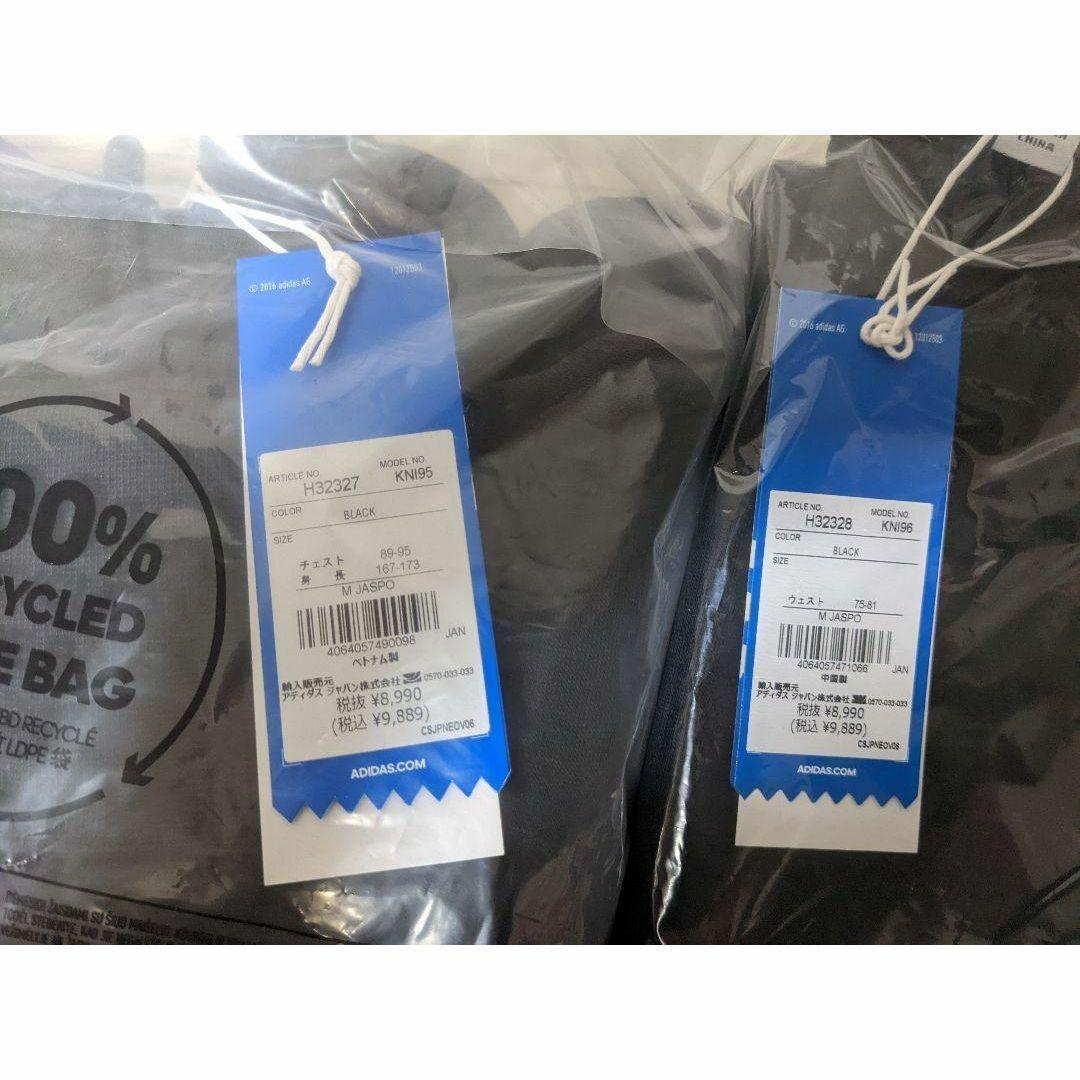 © 2016 adidas AG.
12012503
ARTICLE NO. MODEL NO.
H32327 KNI95
COLOR
BLACK
SIZE
チェスト 89-95
身 長 167-173
M JASPO
4064057490098 JAN
ベトナム製
輸入販売元
アディダス ジャパン株式会社 0570-033-033
税抜 ¥8,990
(税込 ¥9,889)
CSJPNEOV06
ADIDAS.COM
CHINA
© 2016 adidas AG.
12012503
ARTICLE NO. MODEL NO.
H32328 KNI96
COLOR
BLACK
SIZE
ウェスト 75-81
M JASPO
4064057471066 JAN
中国製
輸入販売元
アディダス ジャパン株式会社 0570-033-033
税抜 ¥8,990
(税込 ¥9,889)
CSJPNEOV06
ADIDAS.COM
00%
YCLED
E BAG
BD RECYCLÉ
LDPE 袋